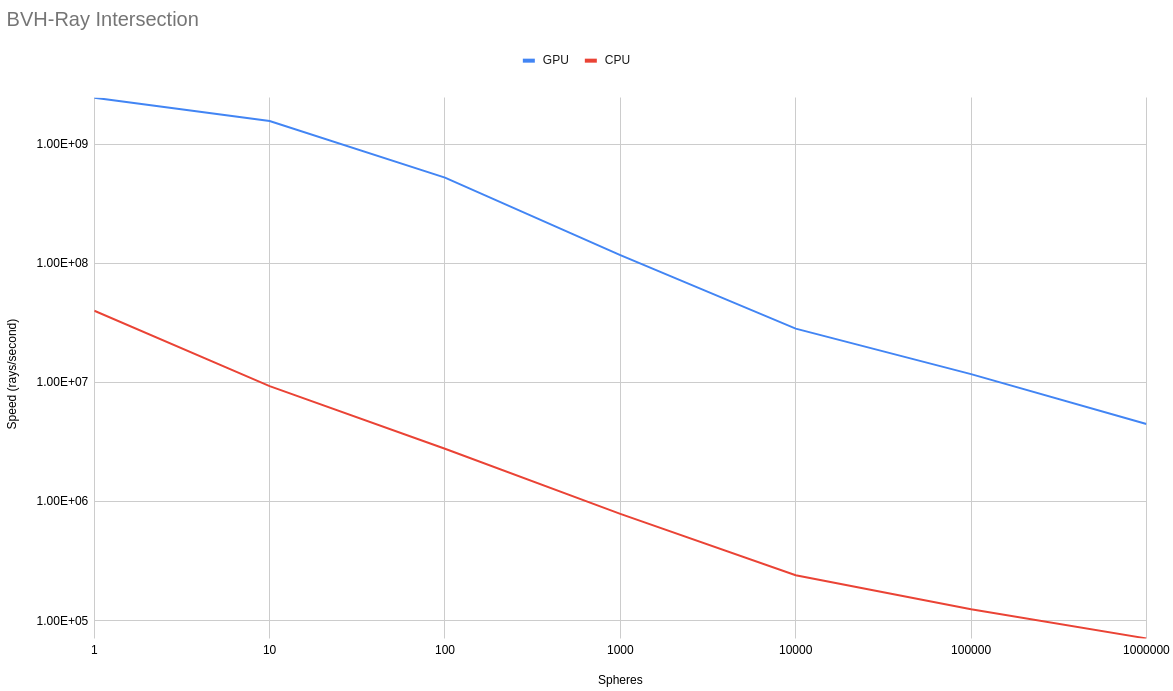 BVH-Ray Intersection
GPU CPU
1.00E+09
1.00E+08
1.00E+07
1.00E+06
1.00E+05
Speed (rays/second)
1 10 100 1000 10000 100000 1000000
Spheres